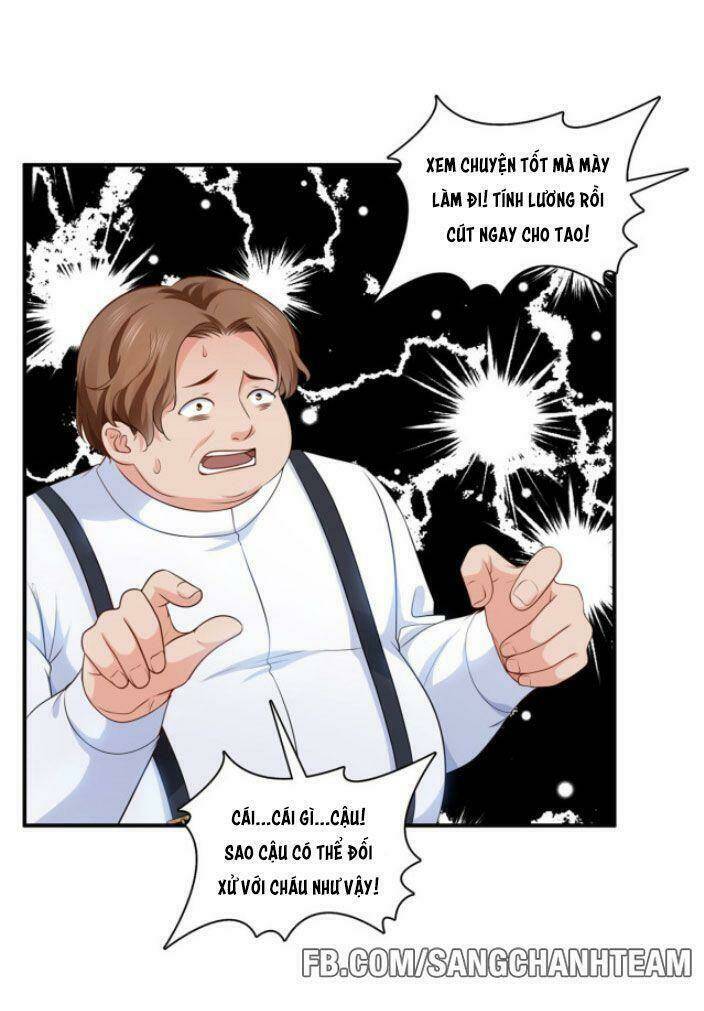 XEM CHUYỆN TỐT MÀ MÀY
LÀM ĐI! TÍNH LƯƠNG RỒI
CÚT NGAY CHO TAO!
CÁI...CÁI GÌ...CẬU!
SAO CẬU CÓ THỂ ĐỐI
XỬ VỚI CHÁU NHƯ VẬY!
FB.COM/SANGCHANHTEAM